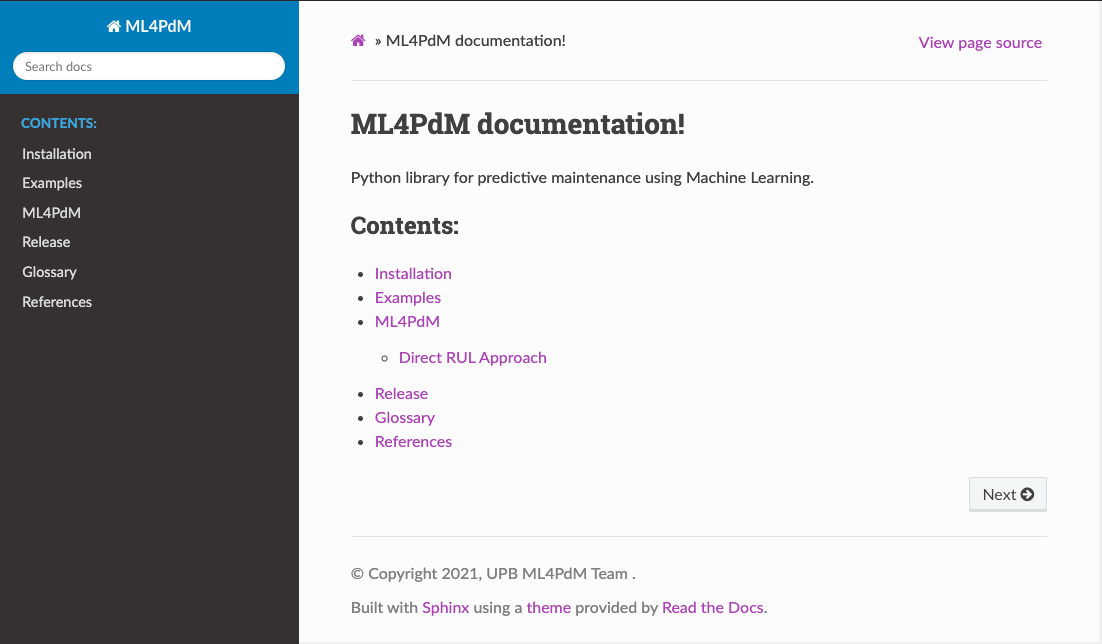 ML4PdM
Search docs
CONTENTS:
Installation
Examples
ML4PdM
Release
Glossary
References
» ML4PdM documentation!
View page source
ML4PdM documentation!
Python library for predictive maintenance using Machine Learning.
Contents:
Installation
Examples
ML4PdM
Direct RUL Approach
Release
Glossary
References
Next
© Copyright 2021, UPB ML4PdM Team .
Built with Sphinx using a theme provided by Read the Docs.